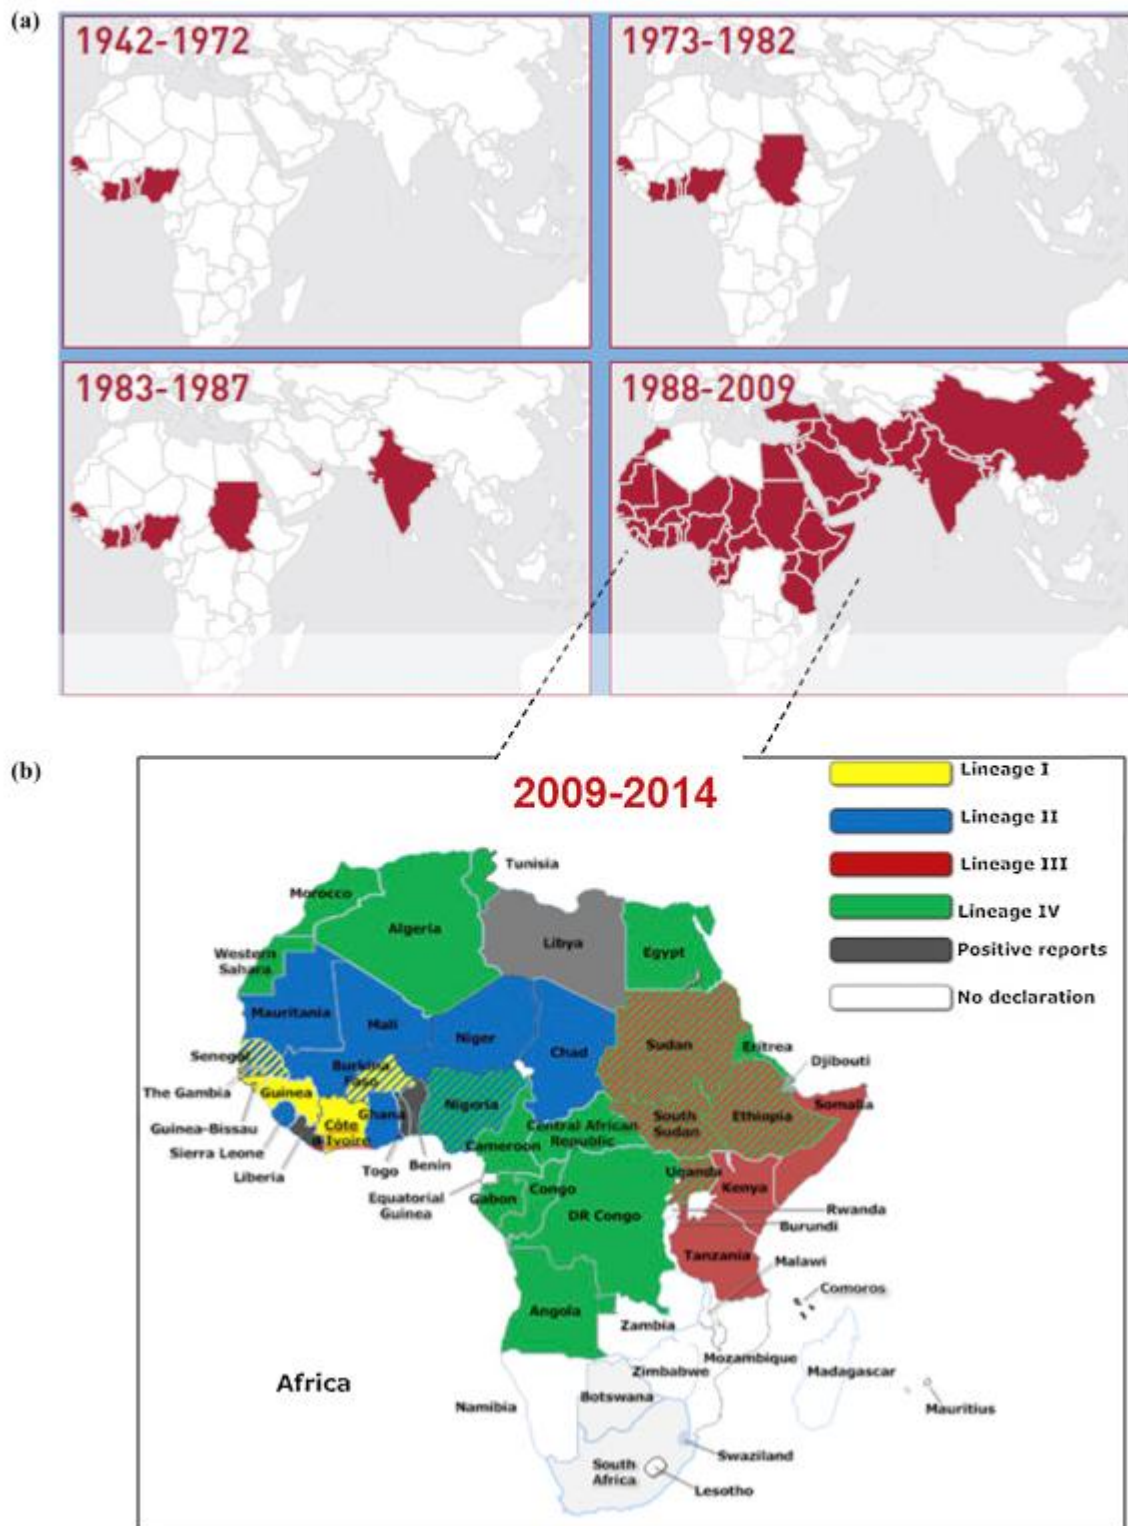 (a)
1942-1972
1973-1982
1983-1987
1988-2009
(b)
2009-2014
Lineage I
Lineage II
Lineage III
Lineage IV
Positive reports
No declaration
Tunisia
Morocco
Algeria
Libya
Egypt
Western
Sahara
Mauritania
Mali
Niger
Chad
Sudan
Eritrea
Djibouti
Senegal
The Gambia
Guinea-Bissau
Guinea
Sierra Leone
Liberia
Côte
Ivoire
Burkina
Faso
Ghana
Togo
Benin
Nigeria
Cameroon
Central African
Republic
South
Sudan
Ethiopia
Somalia
Equatorial
Guinea
Gabon
Congo
DR Congo
Uganda
Kenya
Rwanda
Burundi
Tanzania
Malawi
Comoros
Angola
Zambia
Mozambique
Zimbabwe
Madagascar
Mauritius
Botswana
Namibia
Swaziland
South
Africa
Lesotho
Africa